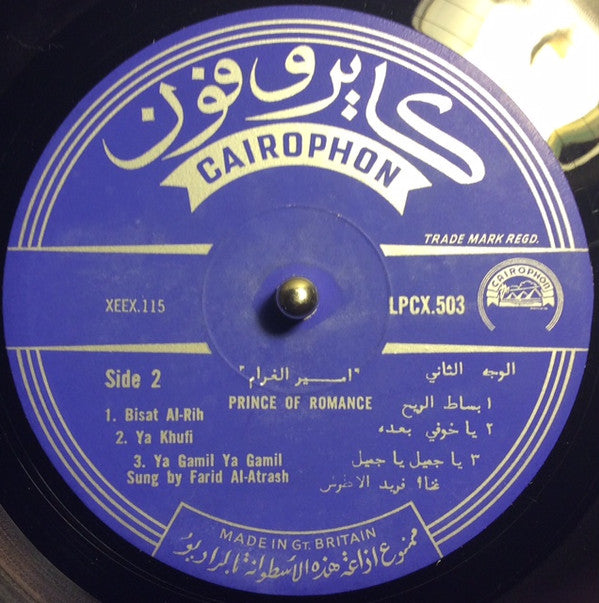 كايروفون
CAIROPHON
TRADE MARK REGD.
XEEX.115
LPCX.503
CAIROPHON
Side 2
"امير الغرام"
الوجه الثاني
PRINCE OF ROMANCE
1. Bisat Al-Rih
١ بساط الريح
2. Ya Khufi
٢ يا خوفي بعده
3. Ya Gamil Ya Gamil
٣ يا جميل يا جميل
Sung by Farid Al-Atrash
فريد الاطرش
MADE IN GT. BRITAIN
ممنوع اذاعة هذه الأسطوانة بالراديو